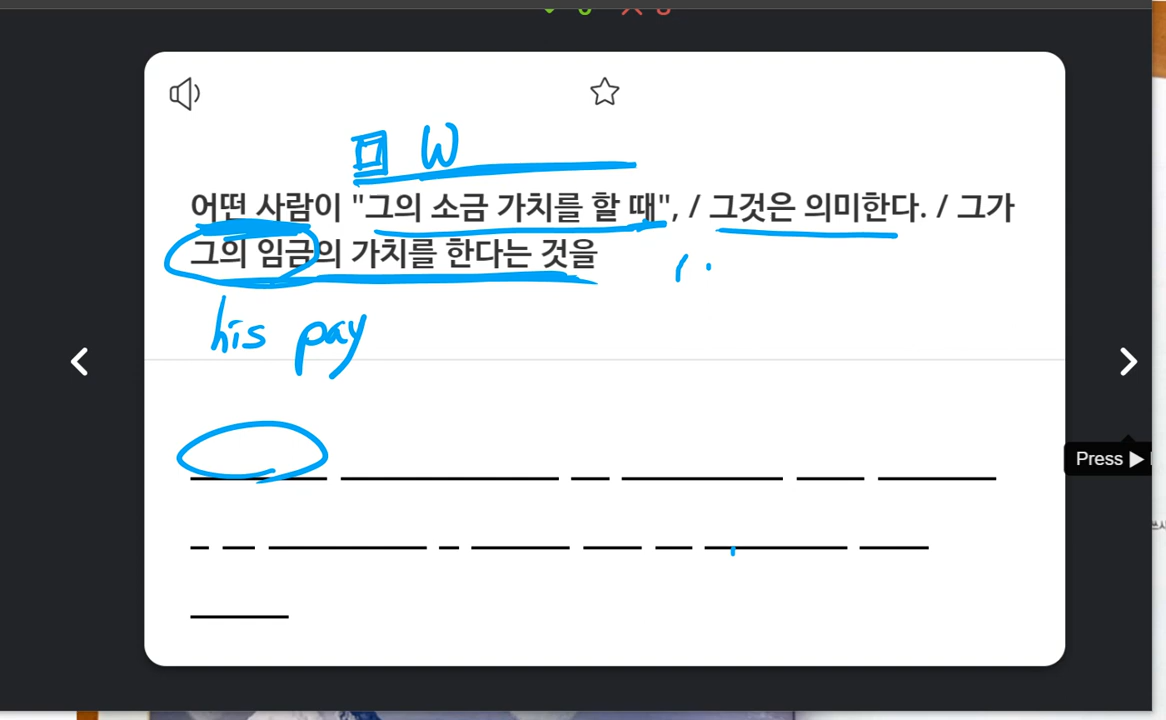 W
어떤 사람이 "그의 소금 가치를 할 때", / 그것은 의미한다. / 그가
그의 임금의 가치를 한다는 것을
his pay
Press ▶